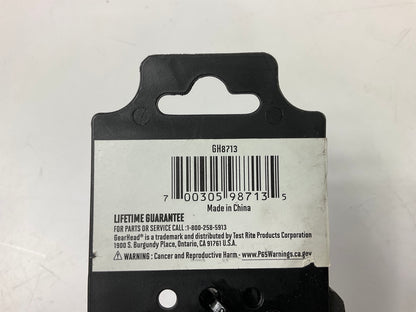 GH8713
7 00305 98713 5
Made in China
LIFETIME GUARANTEE
FOR PARTS OR SERVICE CALL :1-800-258-5913
GearHead® is a trademark and distributed by Test Rite Products Corporation
1900 S. Burgundy Place, Ontario, CA 91761 U.S.A.
⚠ WARNING : Cancer and Reproductive Harm. - www.P65Warnings.ca.gov